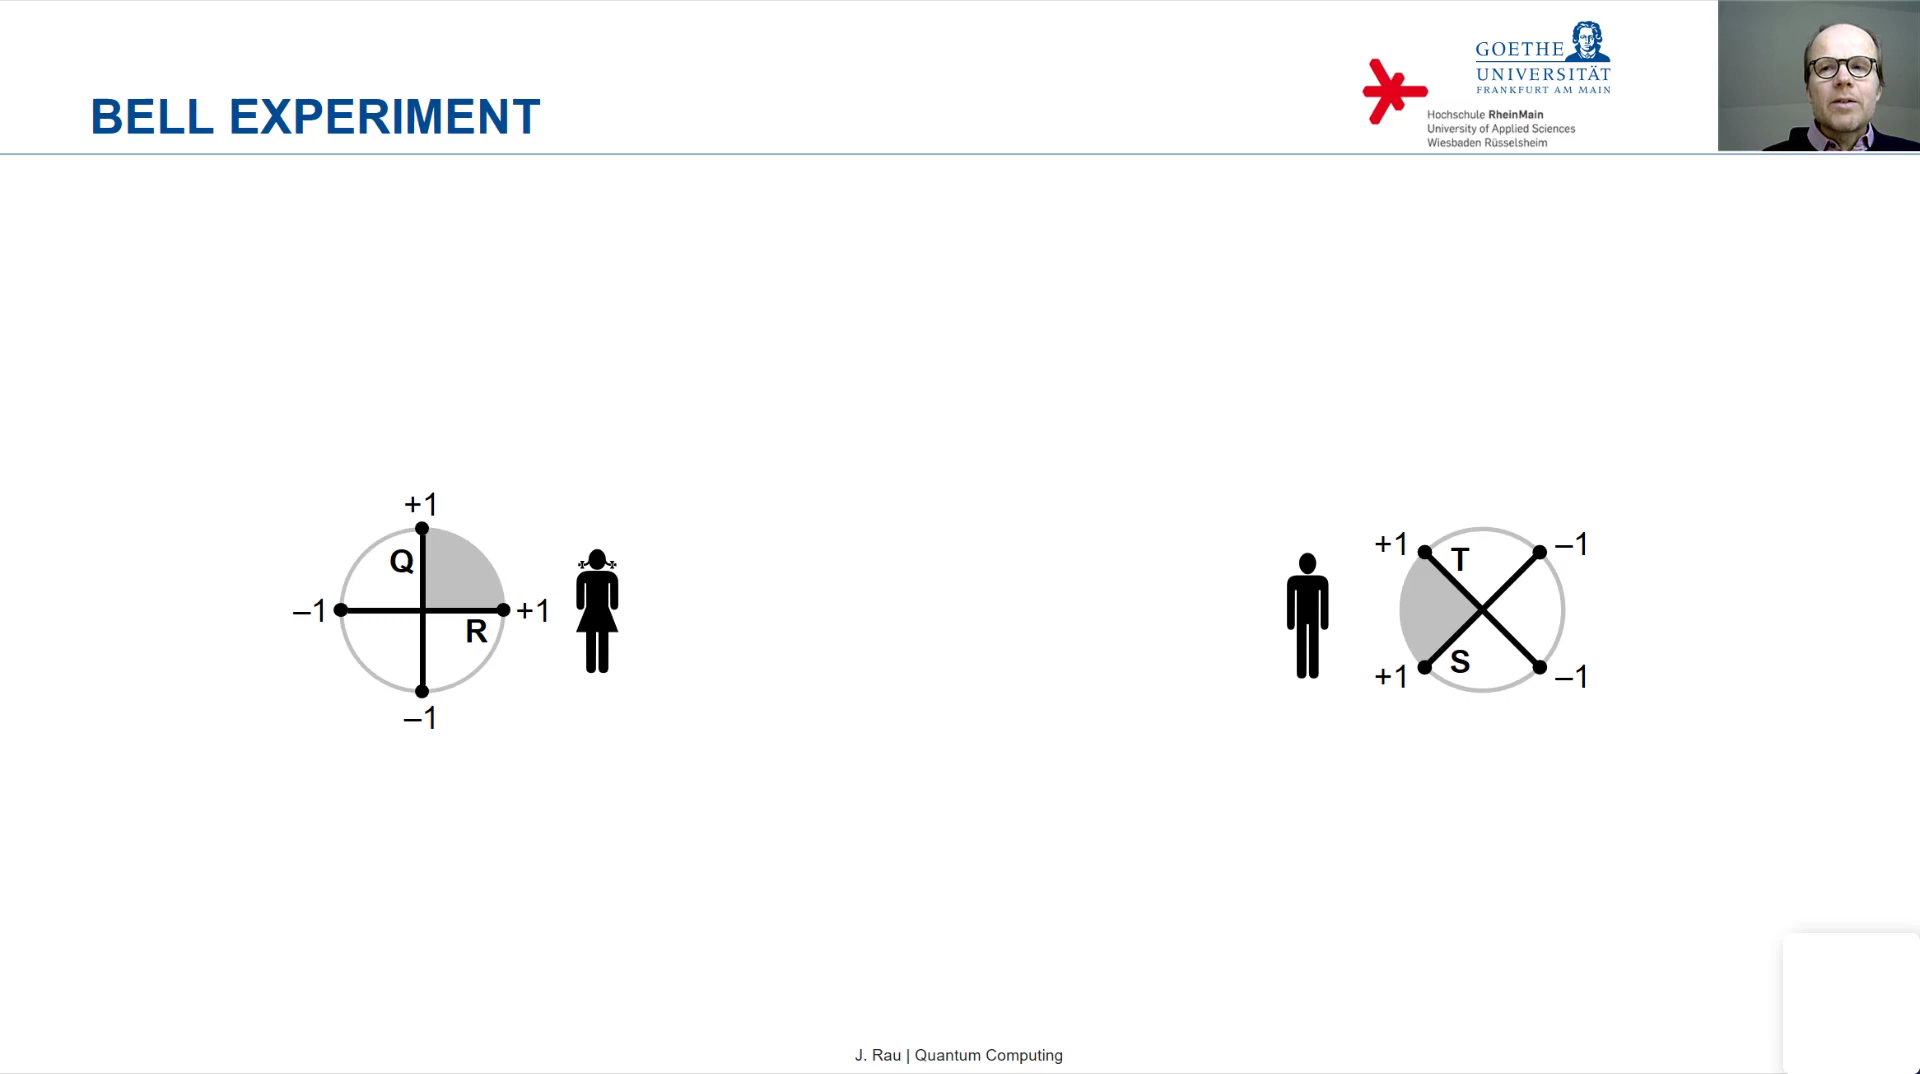 BELL EXPERIMENT
GOETHE
UNIVERSITÄT
FRANKFURT AM MAIN
Hochschule RheinMain
University of Applied Sciences
Wiesbaden Rüsselsheim
+1
Q
–1
+1
R
–1
+1
T
–1
+1
S
–1
J. Rau | Quantum Computing